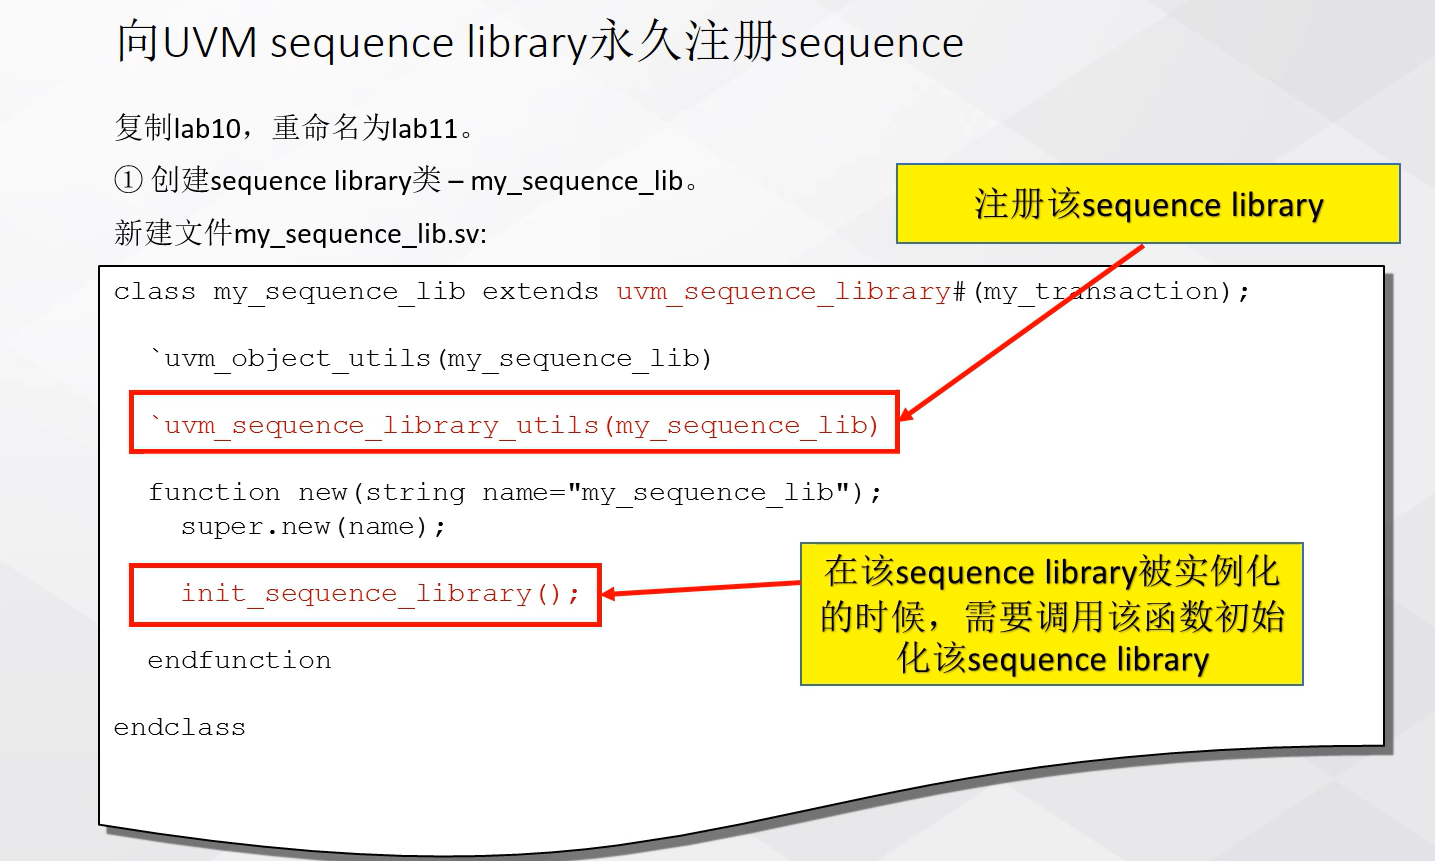 向UVM sequence library永久注册sequence
复制lab10，重命名为lab11。
① 创建sequence library类 – my_sequence_lib。
新建文件my_sequence_lib.sv:
注册该sequence library
class my_sequence_lib extends uvm_sequence_library#(my_transaction);
`uvm_object_utils(my_sequence_lib)
`uvm_sequence_library_utils(my_sequence_lib)
function new(string name="my_sequence_lib");
super.new(name);
init_sequence_library();
在该sequence library被实例化
的时候，需要调用该函数初始
化该sequence library
endfunction
endclass